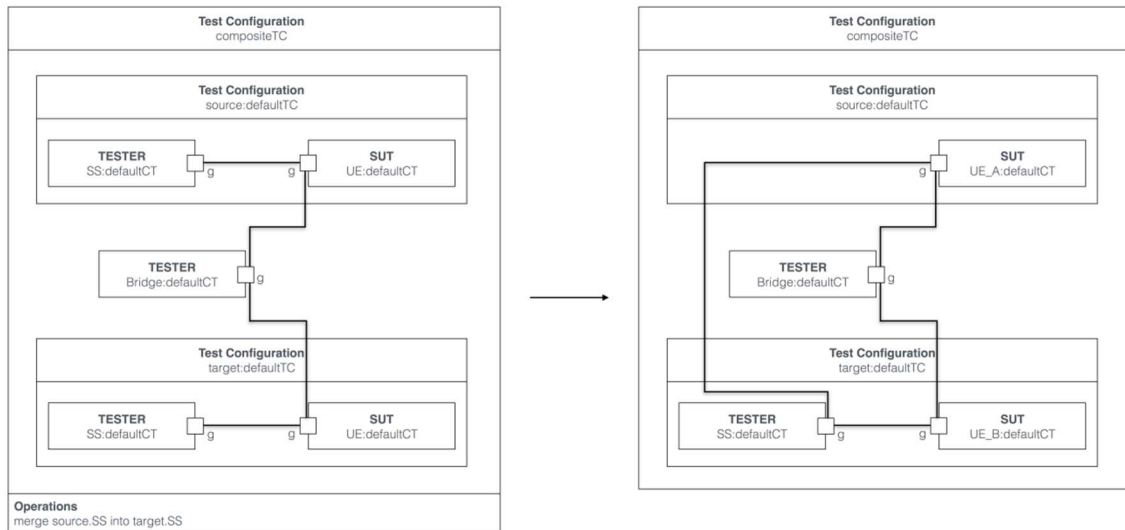 Test Configuration
compositeTC
Test Configuration
source:defaultTC
TESTER
SS:defaultCT
g
g
SUT
UE:defaultCT
TESTER
Bridge:defaultCT
g
Test Configuration
target:defaultTC
TESTER
SS:defaultCT
g
g
SUT
UE:defaultCT
Operations
merge source.SS into target.SS
Test Configuration
compositeTC
Test Configuration
source:defaultTC
g
SUT
UE_A:defaultCT
TESTER
Bridge:defaultCT
g
Test Configuration
target:defaultTC
TESTER
SS:defaultCT
g
g
SUT
UE_B:defaultCT